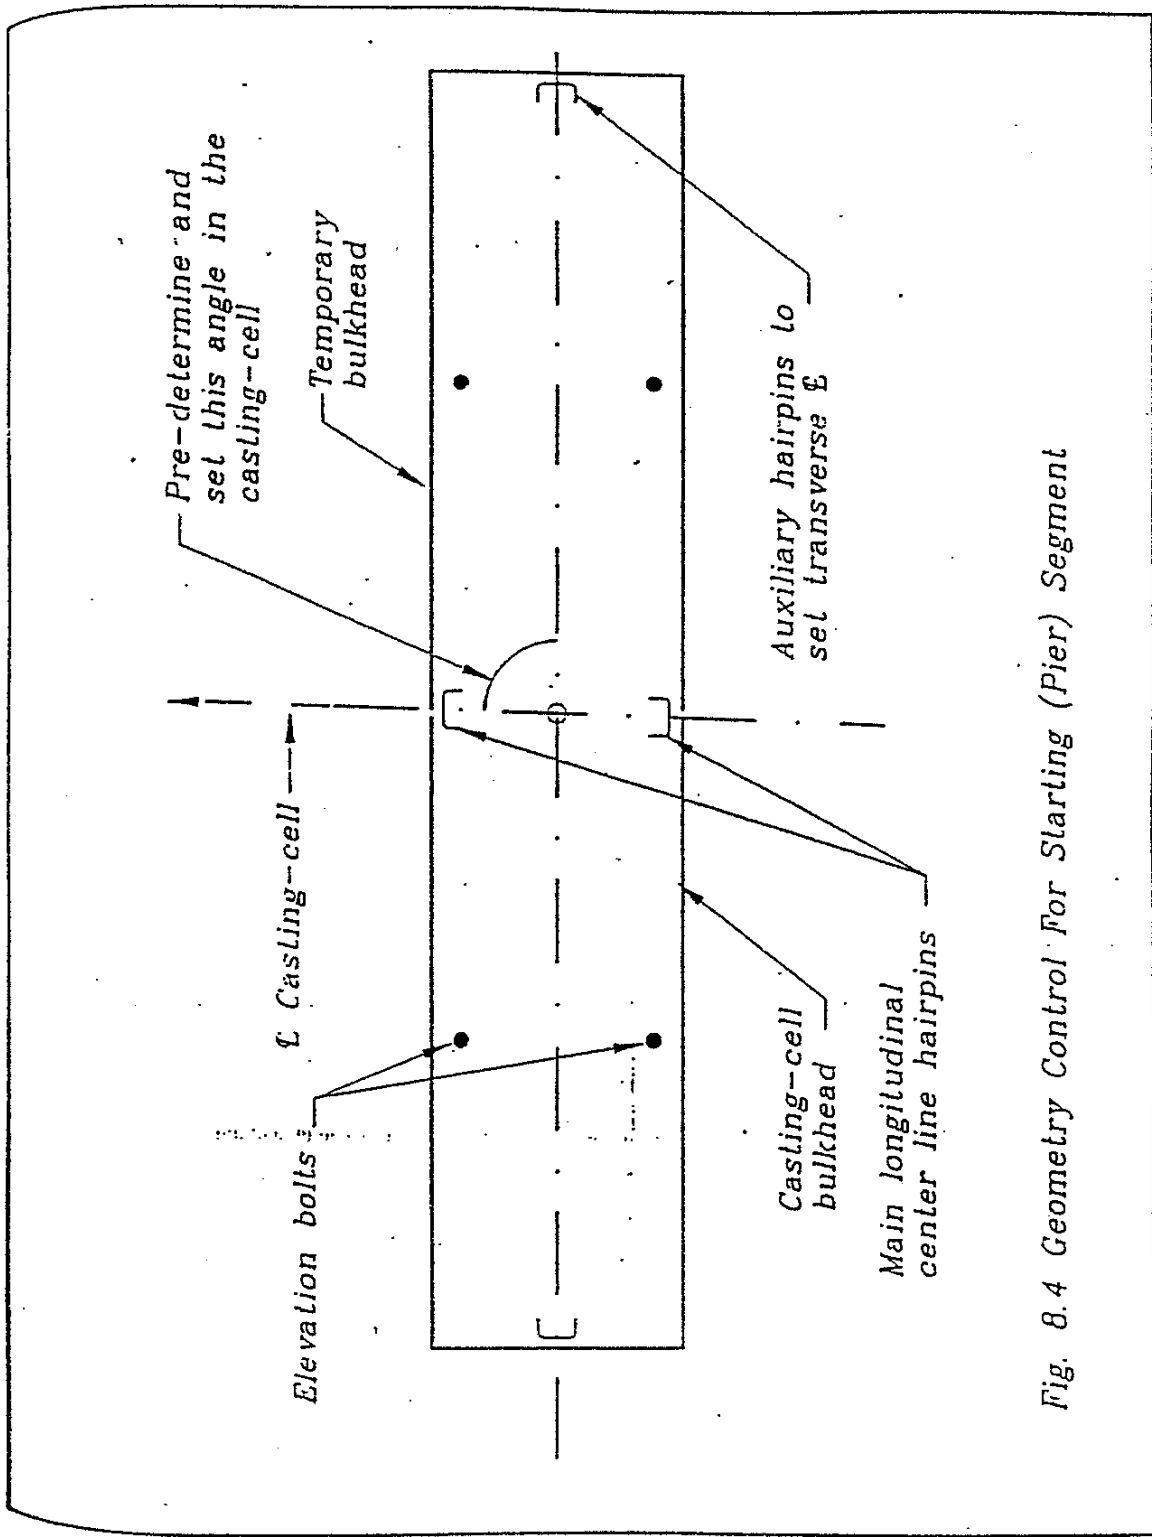 Pre-determine and
set this angle in the
casting-cell
Temporary
bulkhead
℄ Casting-cell
Elevation bolts
Auxiliary hairpins to
set transverse ℄
Casting-cell
bulkhead
Main longitudinal
center line hairpins
Fig. 8.4 Geometry Control For Starting (Pier) Segment